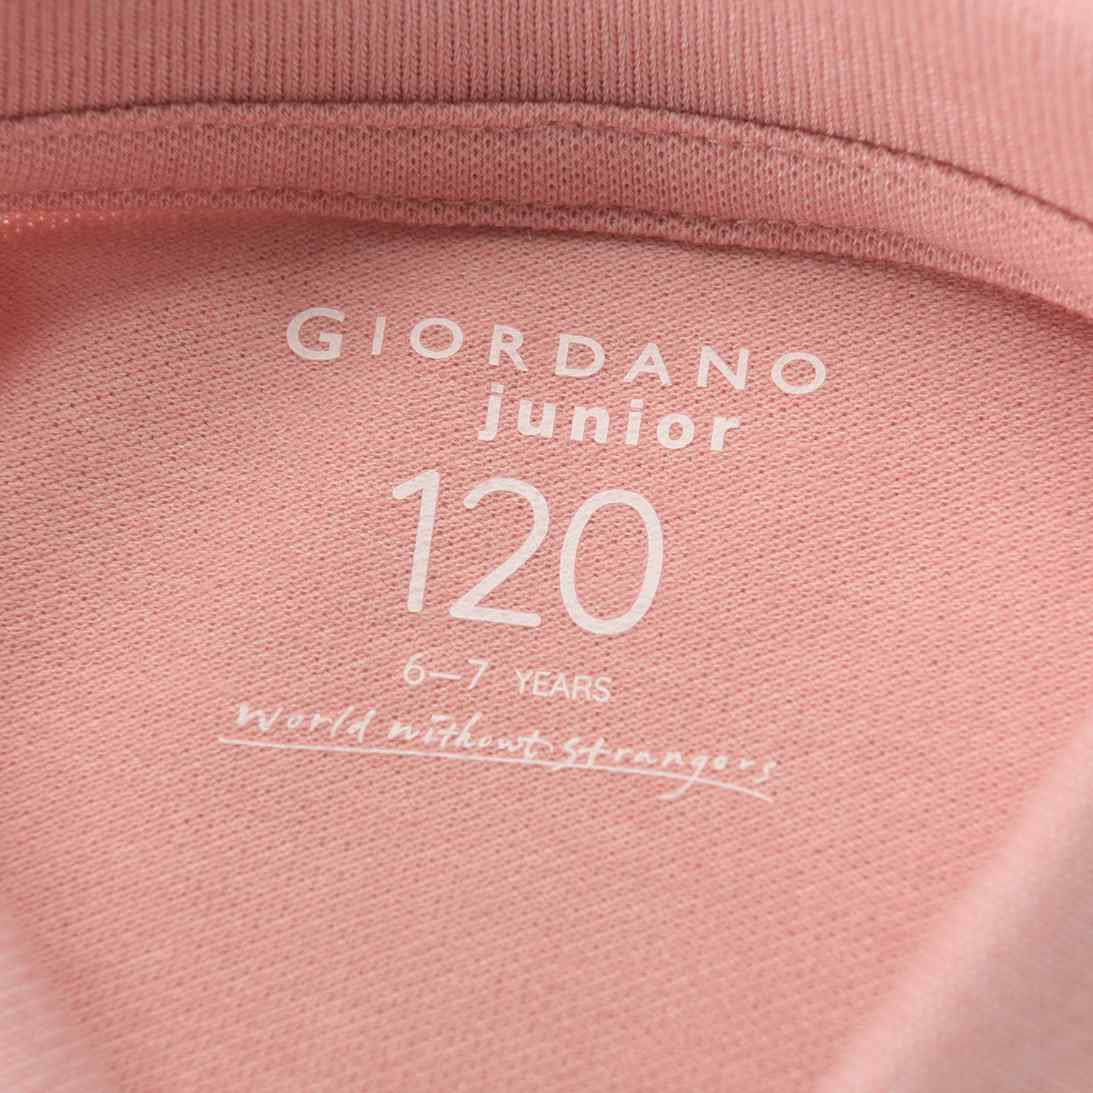 GIORDANO
junior
120
6—7 YEARS
World without strangers